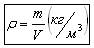 ρ = m/V (кг/м³)